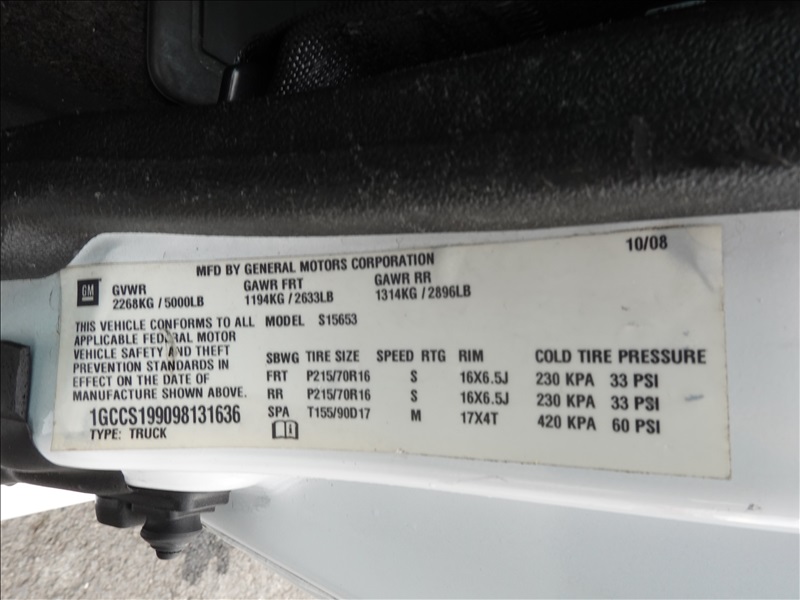 MFD BY GENERAL MOTORS CORPORATION 10/08
GM
GVWR GAWR FRT GAWR RR
2268KG / 5000LB 1194KG / 2633LB 1314KG / 2896LB
THIS VEHICLE CONFORMS TO ALL
APPLICABLE FEDERAL MOTOR
VEHICLE SAFETY AND THEFT
PREVENTION STANDARDS IN
EFFECT ON THE DATE OF
MANUFACTURE SHOWN ABOVE.
1GCCS199098131636
TYPE: TRUCK
MODEL S15653
SBWG TIRE SIZE SPEED RTG RIM COLD TIRE PRESSURE
FRT P215/70R16 S 16X6.5J 230 KPA 33 PSI
RR P215/70R16 S 16X6.5J 230 KPA 33 PSI
SPA T155/90D17 M 17X4T 420 KPA 60 PSI